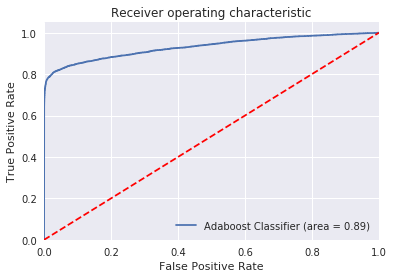 Receiver operating characteristic
True Positive Rate
1.0
0.8
0.6
0.4
0.2
0.0
Adaboost Classifier (area = 0.89)
0.0 0.2 0.4 0.6 0.8 1.0
False Positive Rate